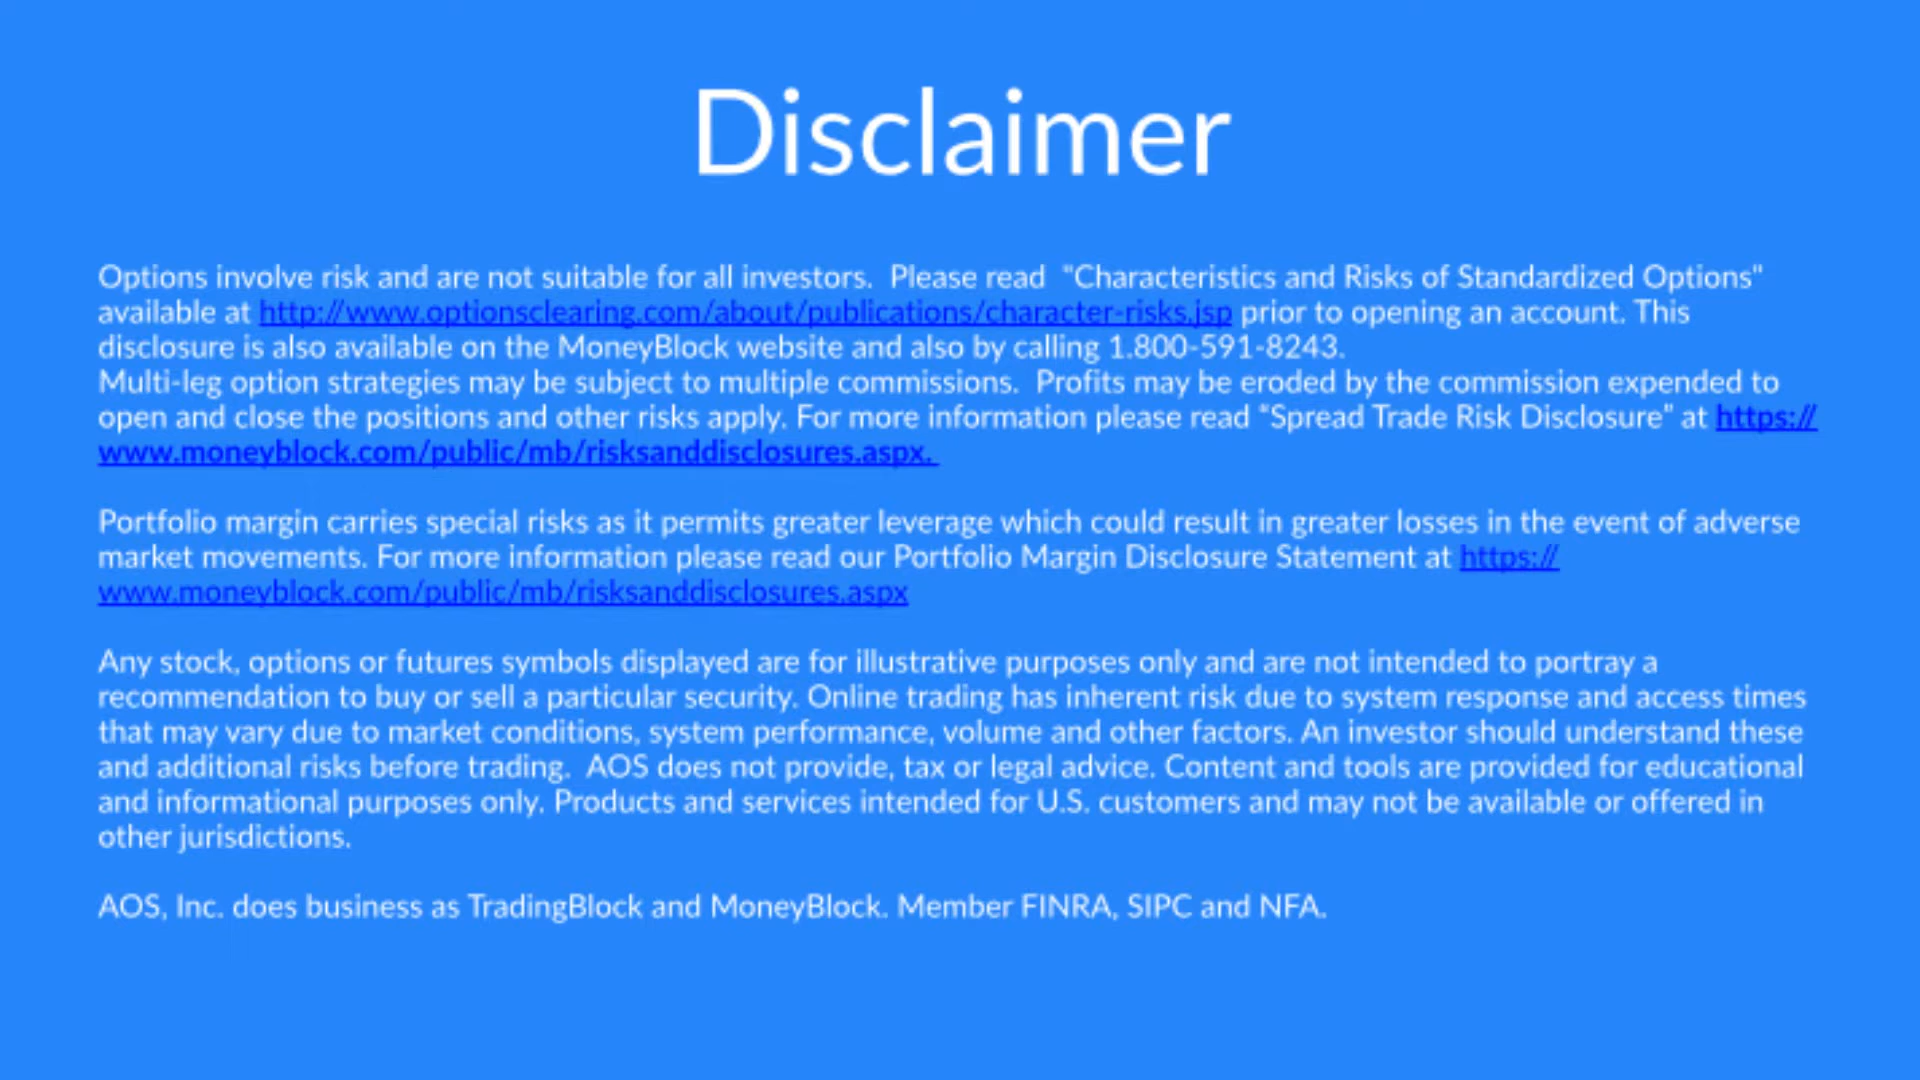 Disclaimer
Options involve risk and are not suitable for all investors.  Please read  “Characteristics and Risks of Standardized Options"
available at http://www.optionsclearing.com/about/publications/character-risks.jsp prior to opening an account. This
disclosure is also available on the MoneyBlock website and also by calling 1.800-591-8243.
Multi-leg option strategies may be subject to multiple commissions.  Profits may be eroded by the commission expended to
open and close the positions and other risks apply. For more information please read “Spread Trade Risk Disclosure” at https://
www.moneyblock.com/public/mb/risksanddisclosures.aspx.
Portfolio margin carries special risks as it permits greater leverage which could result in greater losses in the event of adverse
market movements. For more information please read our Portfolio Margin Disclosure Statement at https://
www.moneyblock.com/public/mb/risksanddisclosures.aspx
Any stock, options or futures symbols displayed are for illustrative purposes only and are not intended to portray a
recommendation to buy or sell a particular security. Online trading has inherent risk due to system response and access times
that may vary due to market conditions, system performance, volume and other factors. An investor should understand these
and additional risks before trading.  AOS does not provide, tax or legal advice. Content and tools are provided for educational
and informational purposes only. Products and services intended for U.S. customers and may not be available or offered in
other jurisdictions.
AOS, Inc. does business as TradingBlock and MoneyBlock. Member FINRA, SIPC and NFA.